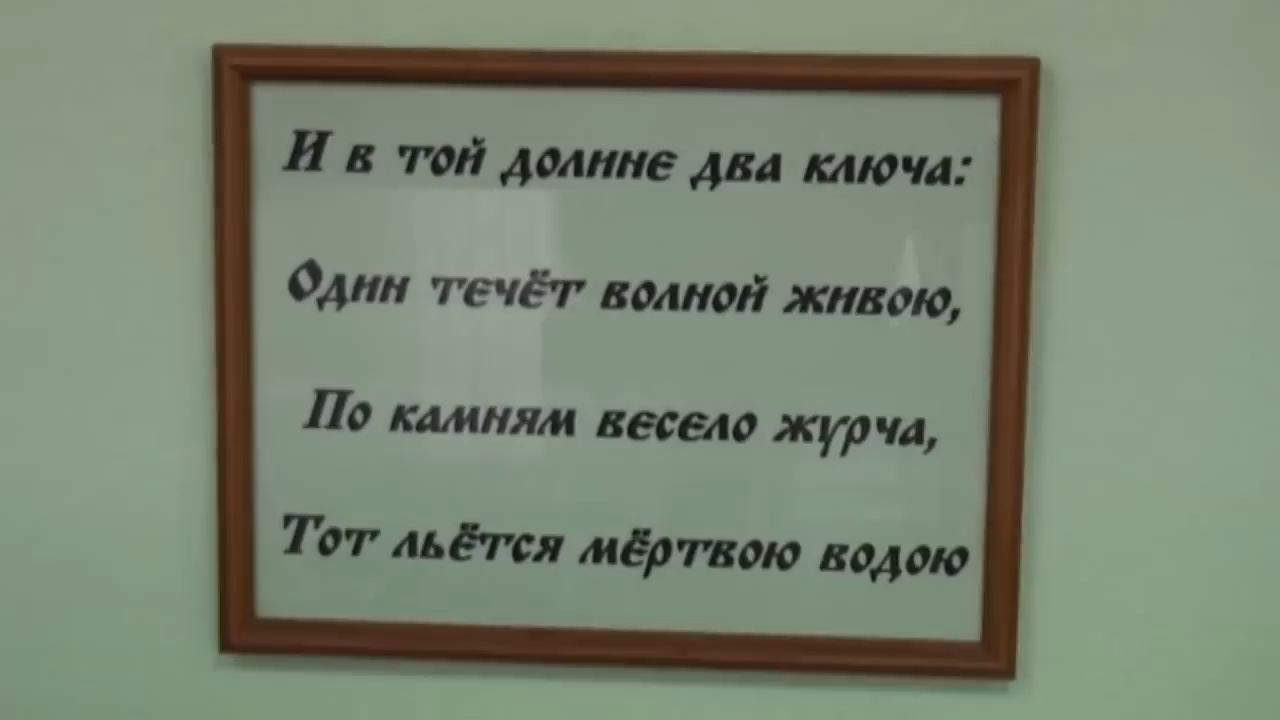 И в той долине два ключа:
Один течёт волной живою,
По камням весело журча,
Тот льётся мёртвою водою